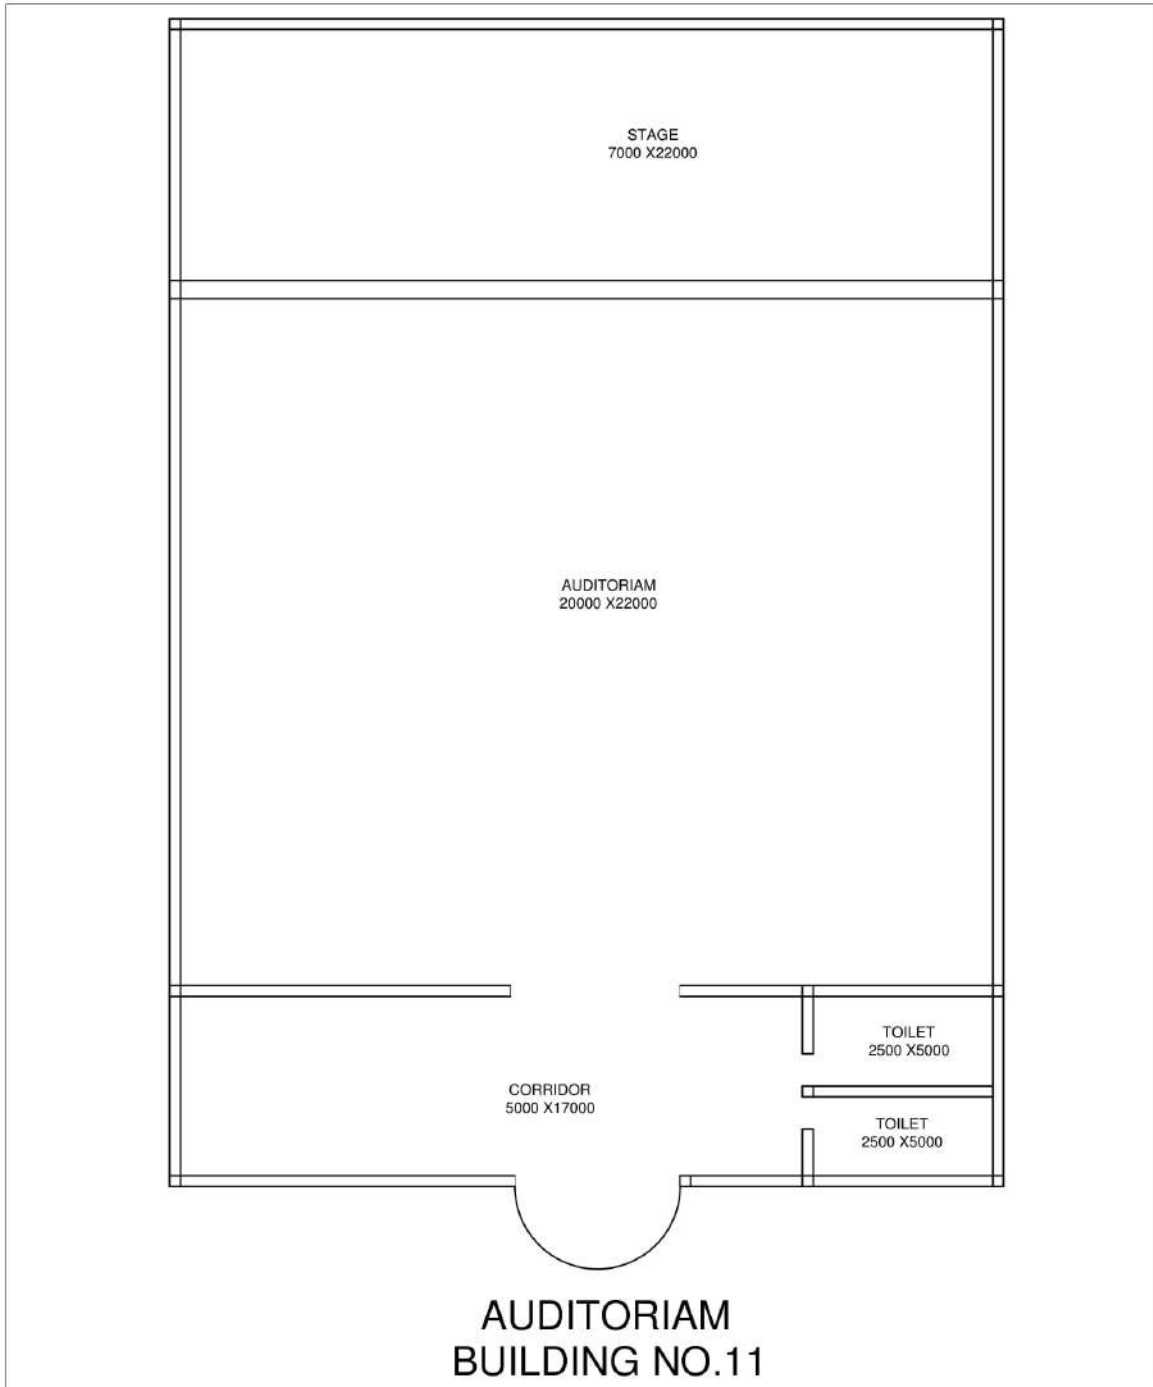 STAGE
7000 X22000
AUDITORIAM
20000 X22000
TOILET
2500 X5000
CORRIDOR
5000 X17000
TOILET
2500 X5000
AUDITORIAM
BUILDING NO.11